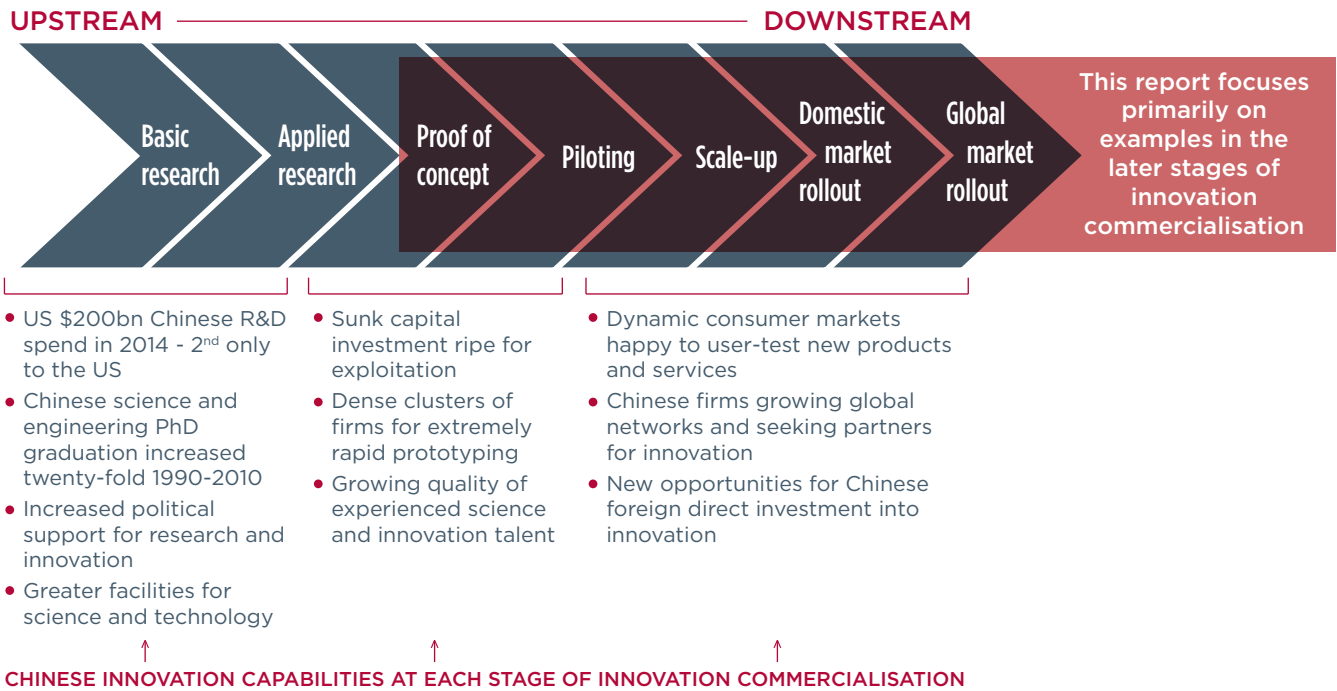 UPSTREAM
DOWNSTREAM
Basic
research
Applied
research
Proof of
concept
Piloting
Scale-up
Domestic
market
rollout
Global
market
rollout
This report focuses
primarily on
examples in the
later stages of
innovation
commercialisation
• US $200bn Chinese R&D
spend in 2014 - 2nd only
to the US
• Chinese science and
engineering PhD
graduation increased
twenty-fold 1990-2010
• Increased political
support for research and
innovation
• Greater facilities for
science and technology
• Sunk capital
investment ripe for
exploitation
• Dense clusters of
firms for extremely
rapid prototyping
• Growing quality of
experienced science
and innovation talent
• Dynamic consumer markets
happy to user-test new products
and services
• Chinese firms growing global
networks and seeking partners
for innovation
• New opportunities for Chinese
foreign direct investment into
innovation
CHINESE INNOVATION CAPABILITIES AT EACH STAGE OF INNOVATION COMMERCIALISATION